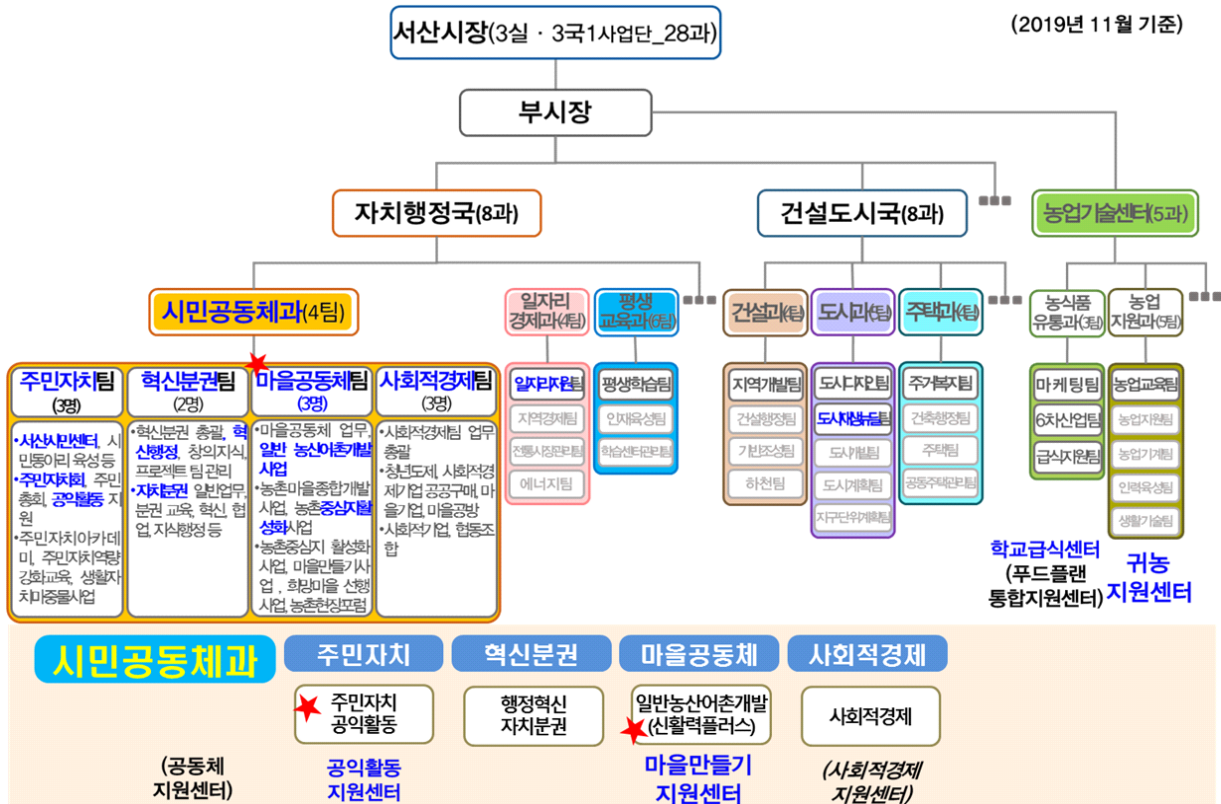 서산시장(3실 · 3국1사업단_28과)
(2019년 11월 기준)
부시장
자치행정국(8과)
건설도시국(8과)
농업기술센터(5과)
시민공동체과(4팀)
일자리
경제과(4팀)
평생
교육과(6팀)
건설과(4팀)
도시과(5팀)
주택과(4팀)
농식품
유통과(3팀)
농업
지원과(5팀)
주민자치팀
(3명)
•서산시민센터, 시
민동아리 육성 등
•주민자치회, 주민
총회, 공익활동 지
원
•주민자치아카데
미, 주민자치역량
강화교육, 생활자
치마중물사업
혁신분권팀
(2명)
•혁신분권 총괄, 혁
신행정, 창의지식,
프로젝트 팀 관리
•자치분권 일반업무,
분권 교육, 혁신, 협
업, 지식행정 등
마을공동체팀
(3명)
•마을공동체 업무,
일반 농산어촌개발
사업
•농촌마을종합개발
사업, 농촌중심지활
성화사업
•농촌중심지 활성화
사업, 마을만들기사
업 , 희망마을 선행
사업, 농촌현장포럼
사회적경제팀
(3명)
•사회적경제팀 업무
총괄
•청년도제, 사회적경
제기업 공공구매, 마
을기업, 마을공방
•사회적기업, 협동조
합
일자리지원팀
지역경제팀
전통시장관리팀
에너지팀
평생학습팀
인재육성팀
학습센터관리팀
지역개발팀
건설행정팀
기반조성팀
하천팀
도시디자인팀
도시재생뉴딜팀
도시개발팀
도시계획팀
지구단위계획팀
주거복지팀
건축행정팀
주택팀
공동주택관리팀
마케팅팀
6차산업팀
급식지원팀
농업교육팀
농업지원팀
농업기계팀
인력육성팀
생활기술팀
학교급식센터
(푸드플랜
통합지원센터)
귀농
지원센터
시민공동체과
주민자치
혁신분권
마을공동체
사회적경제
주민자치
공익활동
행정혁신
자치분권
일반농산어촌개발
(신활력플러스)
사회적경제
(공동체
지원센터)
공익활동
지원센터
마을만들기
지원센터
(사회적경제
지원센터)